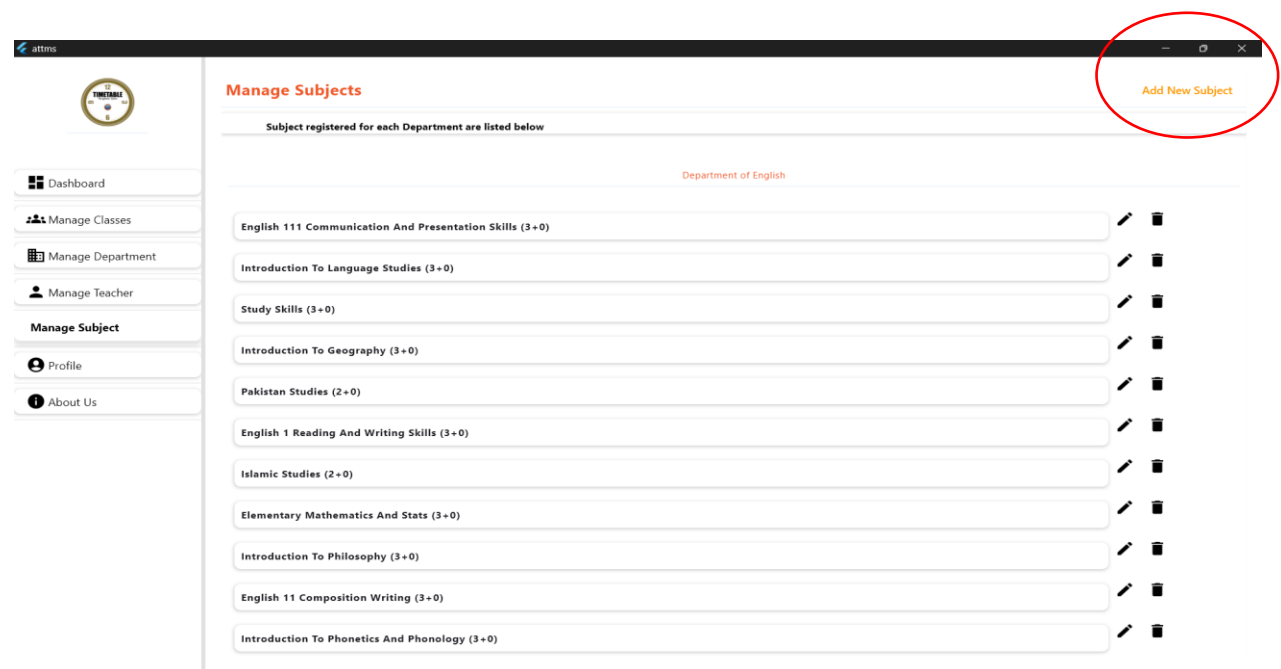 attms
TIMETABLE
12
6
Manage Subjects
Add New Subject
Subject registered for each Department are listed below
Department of English
Dashboard
Manage Classes
Manage Department
Manage Teacher
Manage Subject
Profile
About Us
English 111 Communication And Presentation Skills (3+0)
Introduction To Language Studies (3+0)
Study Skills (3+0)
Introduction To Geography (3+0)
Pakistan Studies (2+0)
English 1 Reading And Writing Skills (3+0)
Islamic Studies (2+0)
Elementary Mathematics And Stats (3+0)
Introduction To Philosophy (3+0)
English 11 Composition Writing (3+0)
Introduction To Phonetics And Phonology (3+0)